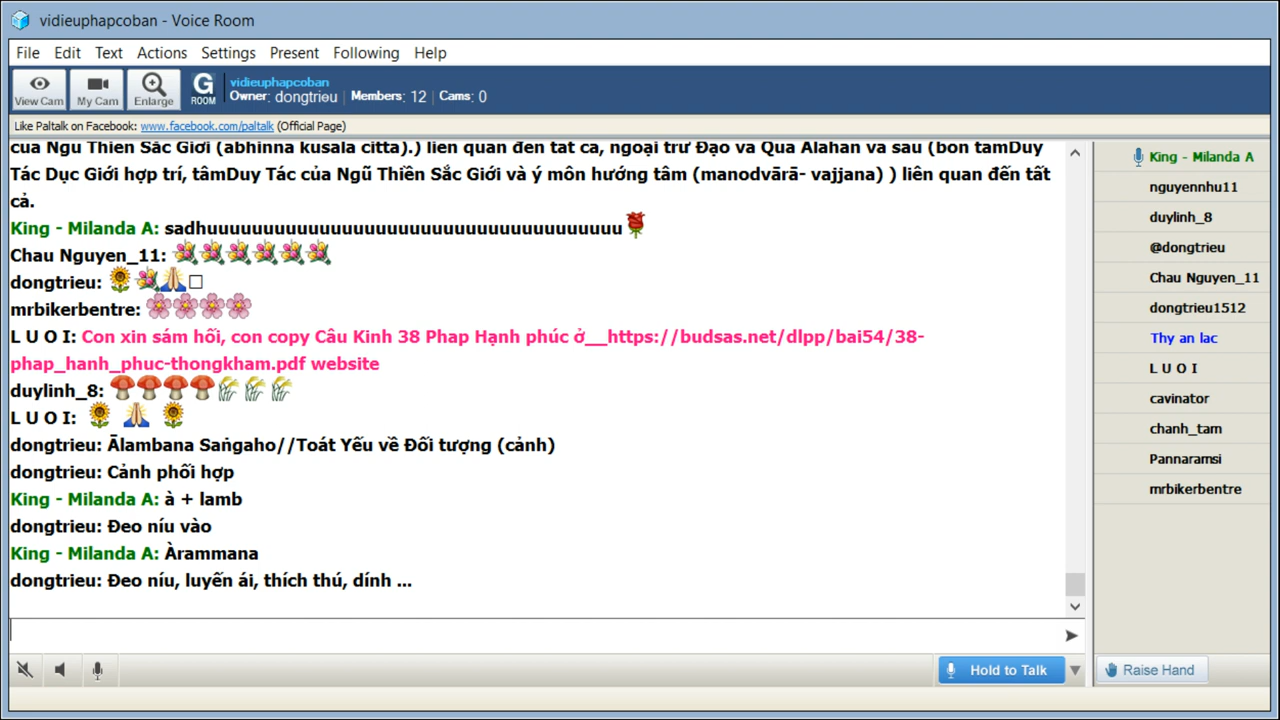 vidieuphapcoban - Voice Room
File Edit Text Actions Settings Present Following Help
View Cam My Cam Enlarge G ROOM
vidieuphapcoban
Owner: dongtrieu | Members: 12 | Cams: 0
Like Paltalk on Facebook: www.facebook.com/paltalk (Official Page)
của Ngũ Thiền Sắc Giới (abhinna kusala citta).) liên quan đến tất cả, ngoại trừ Đạo và Quả Alahan và sáu (bốn tâmDuy
Tác Dục Giới hợp trí, tâmDuy Tác của Ngũ Thiền Sắc Giới và ý môn hướng tâm (manodvārā- vajjana) ) liên quan đến tất
cả.
King - Milanda A: sadhuuuuuuuuuuuuuuuuuuuuuuuuuuuuuuuuuuuuu
Chau Nguyen_11:
dongtrieu:
mrbikerbentre:
L U O I: Con xin sám hối, con copy Câu Kinh 38 Phap Hạnh phúc ở__https://budsas.net/dlpp/bai54/38-
phap_hanh_phuc-thongkham.pdf website
duylinh_8:
L U O I:
dongtrieu: Ālambana Saṅgaho//Toát Yếu về Đối tượng (cảnh)
dongtrieu: Cảnh phối hợp
King - Milanda A: à + lamb
dongtrieu: Đeo níu vào
King - Milanda A: Àrammana
dongtrieu: Đeo níu, luyến ái, thích thú, dính ...
King - Milanda A
nguyennhu11
duylinh_8
@dongtrieu
Chau Nguyen_11
dongtrieu1512
Thy an lac
L U O I
cavinator
chanh_tam
Pannaramsi
mrbikerbentre
Hold to Talk
Raise Hand